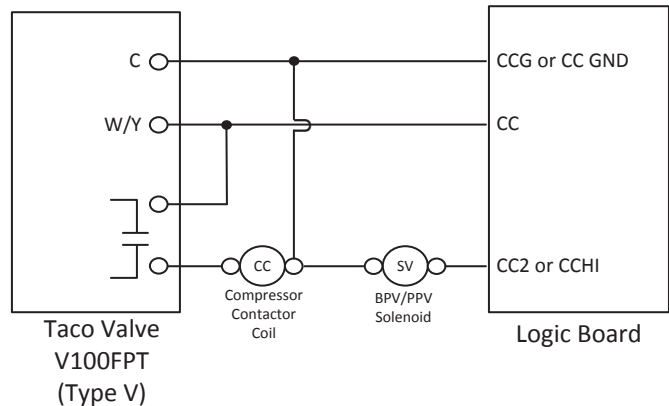 C
CCG or CC GND
W/Y
CC
CC
SV
CC2 or CCHI
Compressor
Contactor
Coil
BPV/PPV
Solenoid
Taco Valve
V100FPT
(Type V)
Logic Board